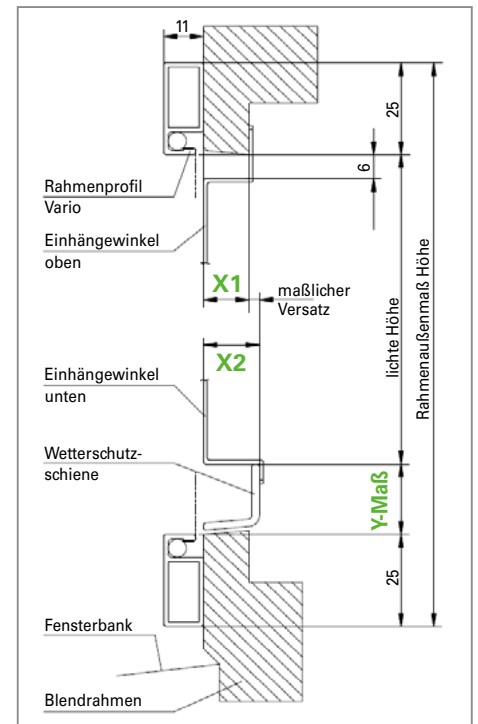 11
25
6
Rahmenprofil
Vario
Einhängewinkel
oben
X1
maßlicher
Versatz
lichte Höhe
Rahmenaußenmaß Höhe
X2
Einhängewinkel
unten
Wetterschutz-
schiene
Y-Maß
25
Fensterbank
Blendrahmen